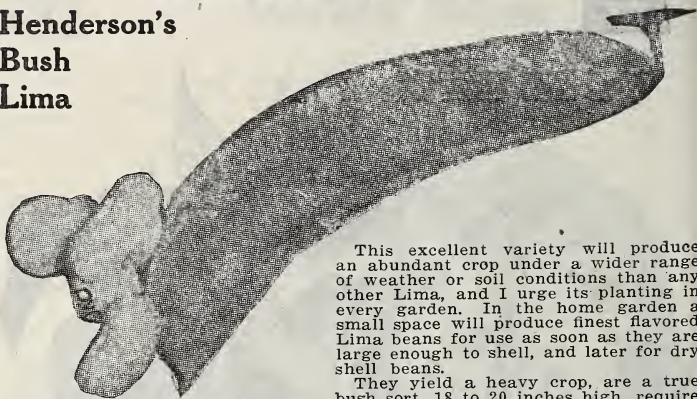 Henderson's
Bush
Lima
This excellent variety will produce
an abundant crop under a wider range
of weather or soil conditions than any
other Lima, and I urge its planting in
every garden. In the home garden a
small space will produce finest flavored
Lima beans for use as soon as they are
large enough to shell, and later for dry
shell beans.
They yield a heavy crop, are a true
bush sort, 18 to 20 inches high, require